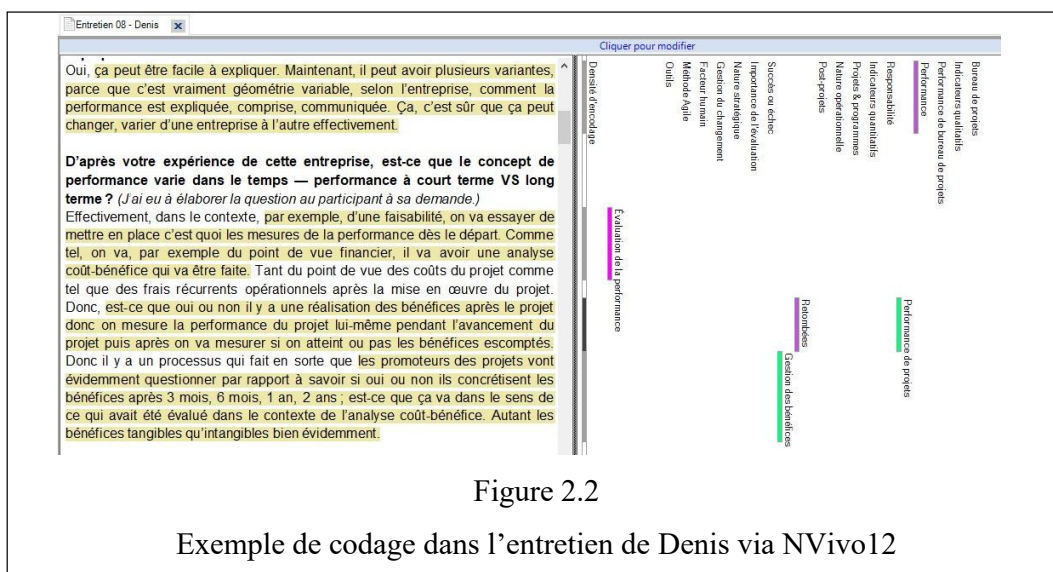 Entretien 08 - Denis
Cliquer pour modifier
Oui, ça peut être facile à expliquer. Maintenant, il peut avoir plusieurs variantes,
parce que c'est vraiment géométrie variable, selon l'entreprise, comment la
performance est expliquée, comprise, communiquée. Ça, c'est sûr que ça peut
changer, varier d'une entreprise à l'autre effectivement.
D'après votre expérience de cette entreprise, est-ce que le concept de
performance varie dans le temps — performance à court terme VS long
terme ? (J'ai eu à élaborer la question au participant à sa demande.)
Effectivement, dans le contexte, par exemple, d'une faisabilité, on va essayer de
mettre en place c'est quoi les mesures de la performance dès le départ. Comme
tel, on va, par exemple du point de vue financier, il va avoir une analyse
coût-bénéfice qui va être faite. Tant du point de vue des coûts du projet comme
tel que des frais récurrents opérationnels après la mise en œuvre du projet.
Donc, est-ce que oui ou non il y a une réalisation des bénéfices après le projet
donc on mesure la performance du projet lui-même pendant l'avancement du
projet puis après on va mesurer si on atteint ou pas les bénéfices escomptés.
Donc il y a un processus qui fait en sorte que les promoteurs des projets vont
évidemment questionner par rapport à savoir si oui ou non ils concrétisent les
bénéfices après 3 mois, 6 mois, 1 an, 2 ans ; est-ce que ça va dans le sens de
ce qui avait été évalué dans le contexte de l'analyse coût-bénéfice. Autant les
bénéfices tangibles qu'intangibles bien évidemment.
Densité d'encodage
Évaluation de la performance
Outils
Méthode Agile
Facteur humain
Gestion du changement
Nature stratégique
Importance de l'évaluation
Succès ou échec
Gestion des bénéfices
Retombées
Post-projets
Nature opérationnelle
Projets & programmes
Indicateurs quantitatifs
Responsabilité
Performance de projets
Performance
Performance de bureau de projets
Indicateurs qualitatifs
Bureau de projets
Figure 2.2
Exemple de codage dans l'entretien de Denis via NVivo12